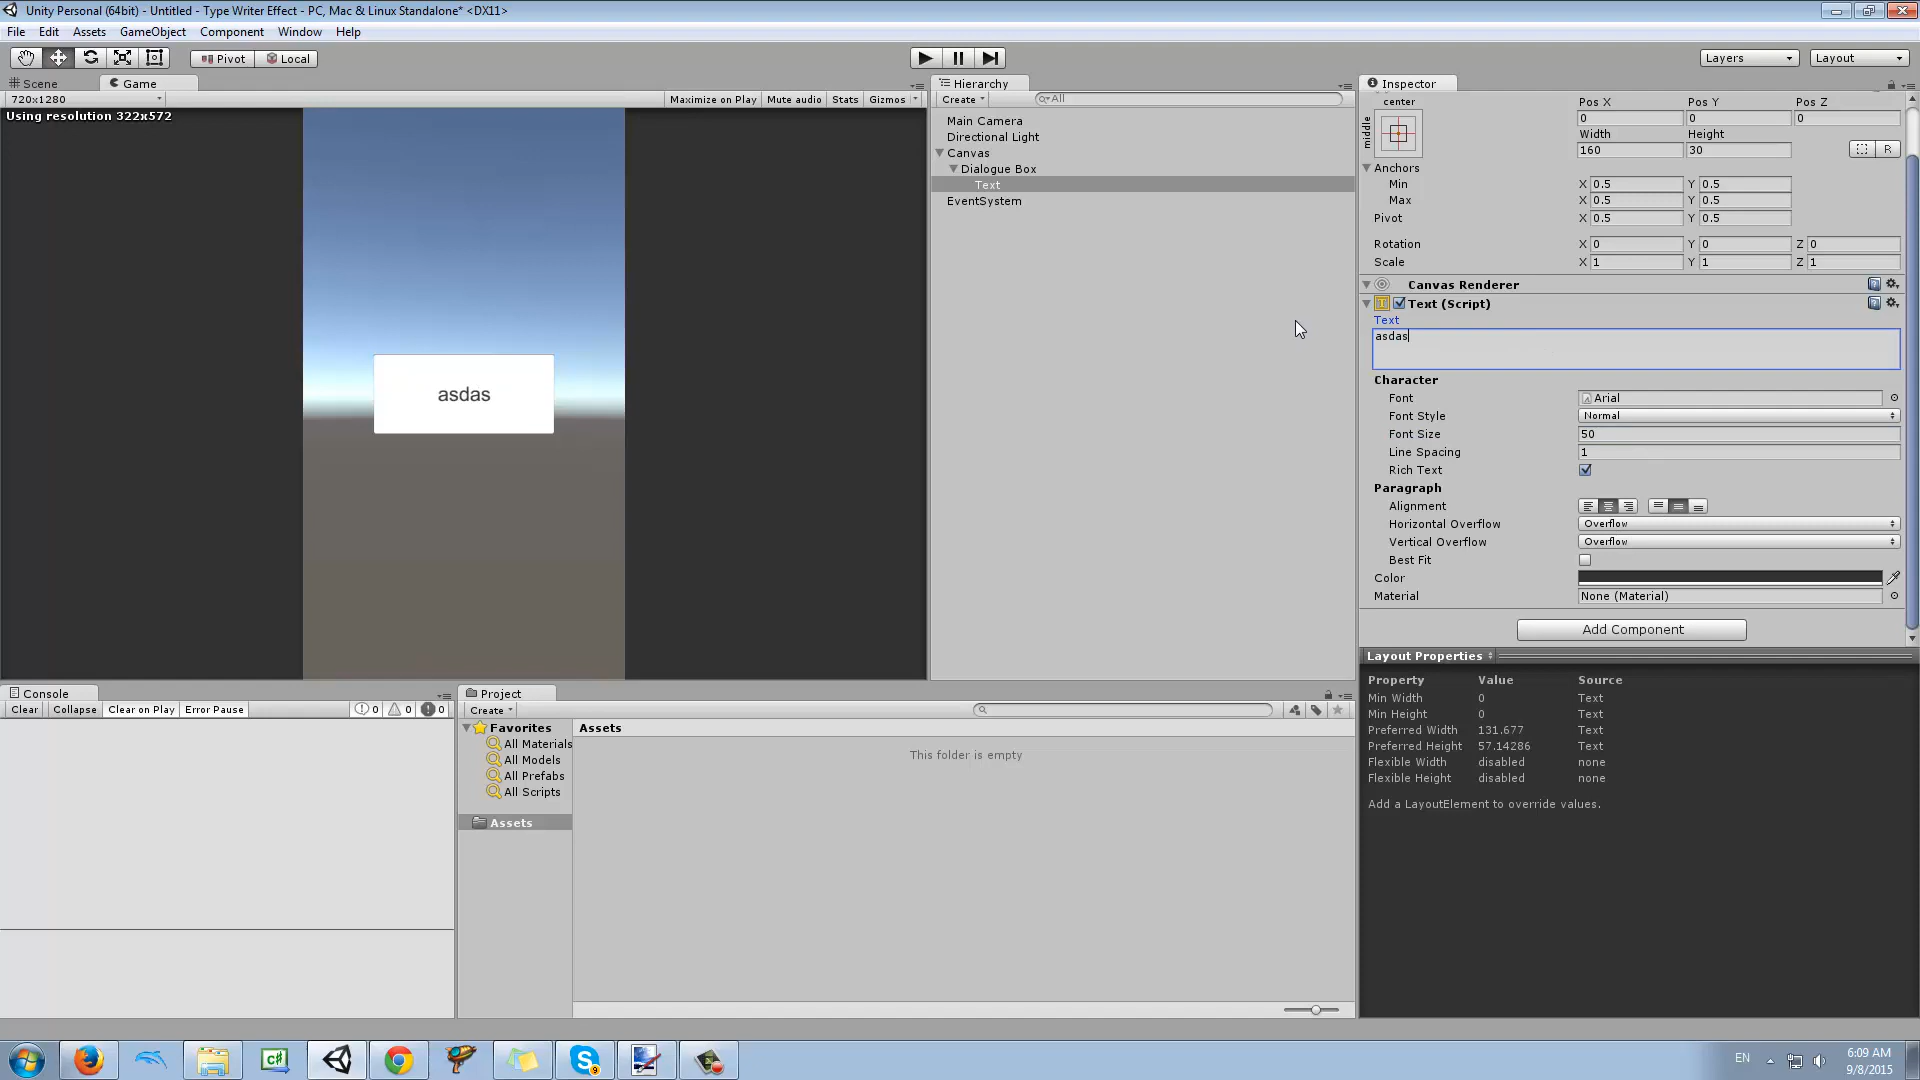 Unity Personal (64bit) - Untitled - Type Writer Effect - PC, Mac & Linux Standalone* <DX11>
File Edit Assets GameObject Component Window Help
Pivot Local Layers Layout
Scene Game
720x1280 Maximize on Play Mute audio Stats Gizmos
Using resolution 322x572
asdas
Hierarchy
Create All
Main Camera
Directional Light
Canvas
Dialogue Box
Text
EventSystem
Inspector
center Pos X Pos Y Pos Z
middle 0 0 0
Width Height
160 30 R
Anchors
Min X 0.5 Y 0.5
Max X 0.5 Y 0.5
Pivot X 0.5 Y 0.5
Rotation X 0 Y 0 Z 0
Scale X 1 Y 1 Z 1
Canvas Renderer
Text (Script)
Text
asdas
Character
Font Arial
Font Style Normal
Font Size 50
Line Spacing 1
Rich Text
Paragraph
Alignment
Horizontal Overflow Overflow
Vertical Overflow Overflow
Best Fit
Color
Material None (Material)
Add Component
Layout Properties
Property Value Source
Min Width 0 Text
Min Height 0 Text
Preferred Width 131.677 Text
Preferred Height 57.14286 Text
Flexible Width disabled none
Flexible Height disabled none
Add a LayoutElement to override values.
Console
Clear Collapse Clear on Play Error Pause 0 0 0
Project
Create
Favorites
All Materials
All Models
All Prefabs
All Scripts
Assets
Assets
This folder is empty
C#
S 9
EN
6:09 AM
9/8/2015